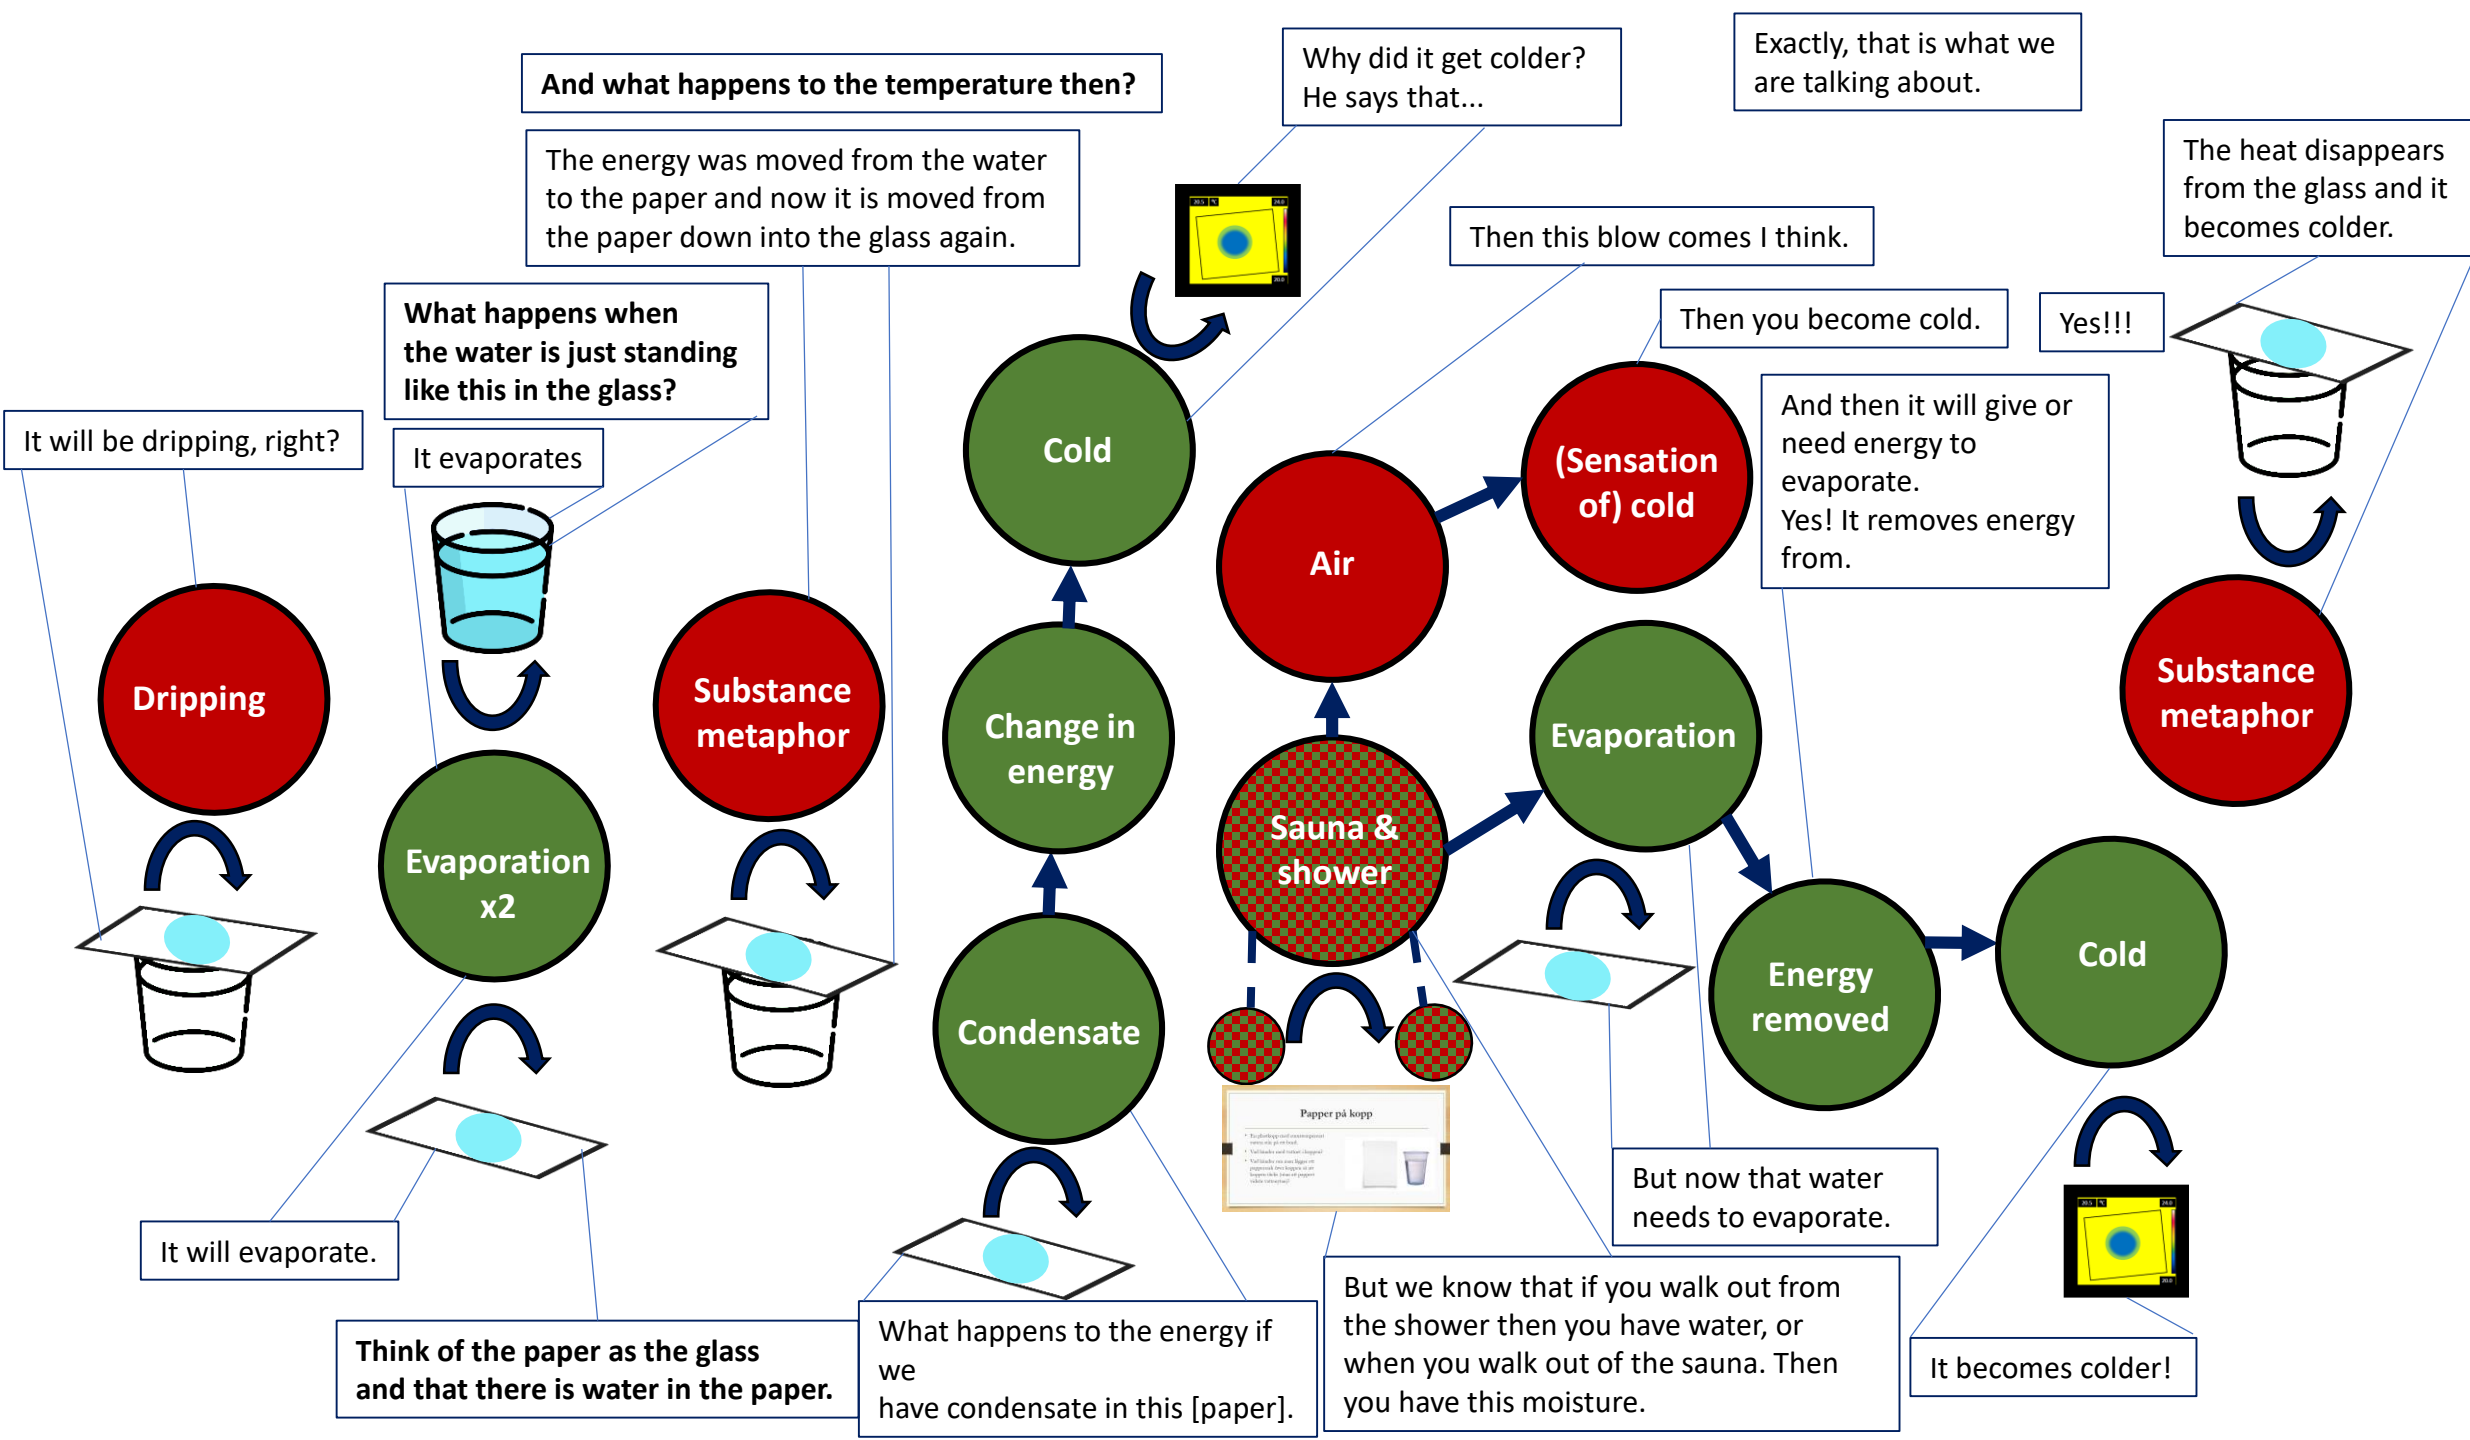 And what happens to the temperature then?
Why did it get colder?
He says that...
Exactly, that is what we
are talking about.
The energy was moved from the water
to the paper and now it is moved from
the paper down into the glass again.
The heat disappears
from the glass and it
becomes colder.
Then this blow comes I think.
What happens when
the water is just standing
like this in the glass?
Then you become cold.
Yes!!!
It will be dripping, right?
It evaporates
And then it will give or
need energy to
evaporate.
Yes! It removes energy
from.
Cold
(Sensation
of) cold
Air
Dripping
Substance
metaphor
Change in
energy
Evaporation
Substance
metaphor
Evaporation
x2
Sauna &
shower
Condensate
Energy
removed
Cold
Papper på kopp
It will evaporate.
But now that water
needs to evaporate.
Think of the paper as the glass
and that there is water in the paper.
What happens to the energy if
we
have condensate in this [paper].
But we know that if you walk out from
the shower then you have water, or
when you walk out of the sauna. Then
you have this moisture.
It becomes colder!